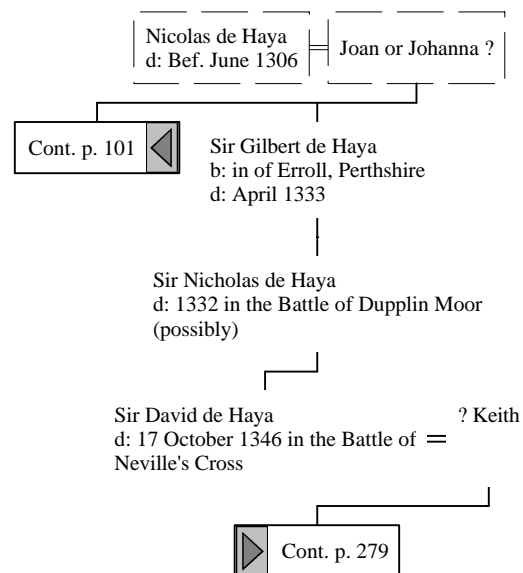 Nicolas de Haya
d: Bef. June 1306
Joan or Johanna ?
Cont. p. 101
Sir Gilbert de Haya
b: in of Erroll, Perthshire
d: April 1333
Sir Nicholas de Haya
d: 1332 in the Battle of Dupplin Moor
(possibly)
Sir David de Haya
d: 17 October 1346 in the Battle of
Neville's Cross
=
? Keith
Cont. p. 279